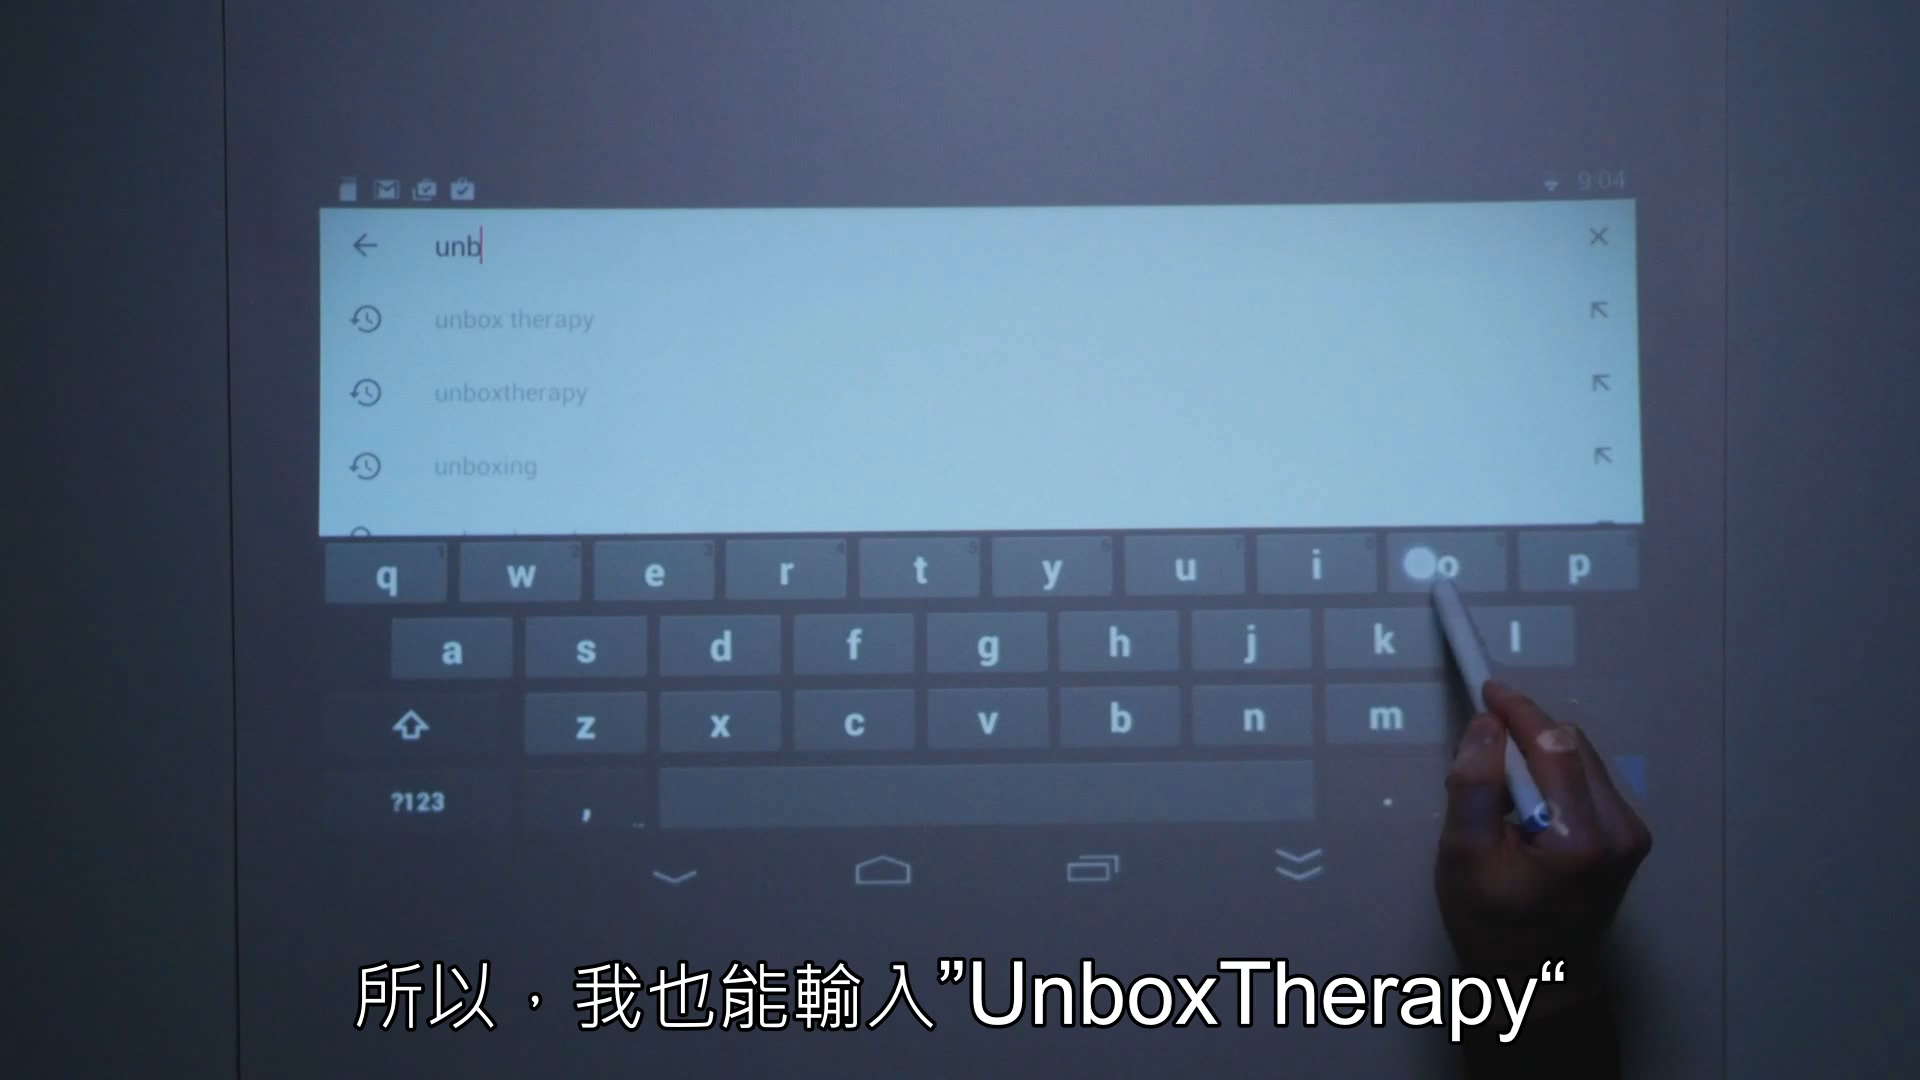 9:04
unb
unbox therapy
unboxtherapy
unboxing
q w e r t y u i o p
a s d f g h j k l
z x c v b n m
?123 , .
所以，我也能輸入”UnboxTherapy“